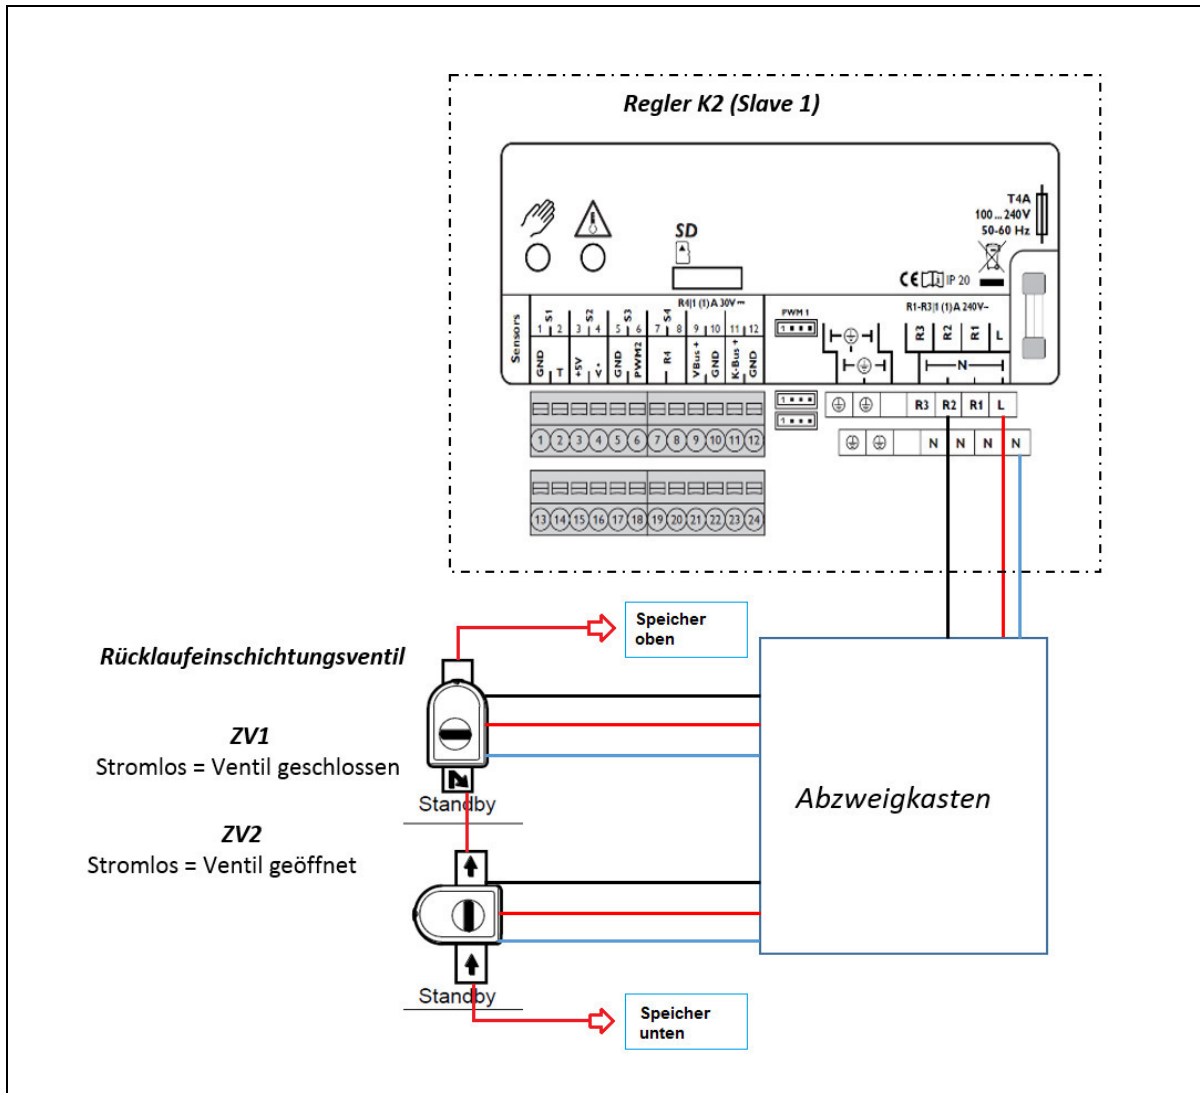 Regler K2 (Slave 1)
T4A
100 ... 240V
50-60 Hz
SD
CE IP 20
R4|1 (1) A 30V
PWM 1
R1-R3|1 (1) A 240V~
Sensors
S1 S2 S3 S4
1 2 3 4 5 6 7 8 9 10 11 12
GND T +5V V GND PWM2 R4 VBus + GND K-Bus + GND
1
R3 R2 R1 L
N
1
R3 R2 R1 L
1
1 2 3 4 5 6 7 8 9 10 11 12
N N N N
13 14 15 16 17 18 19 20 21 22 23 24
Speicher
oben
Rücklaufeinschichtungsventil
ZV1
Stromlos = Ventil geschlossen
Standby
Abzweigkasten
ZV2
Stromlos = Ventil geöffnet
Standby
Speicher
unten